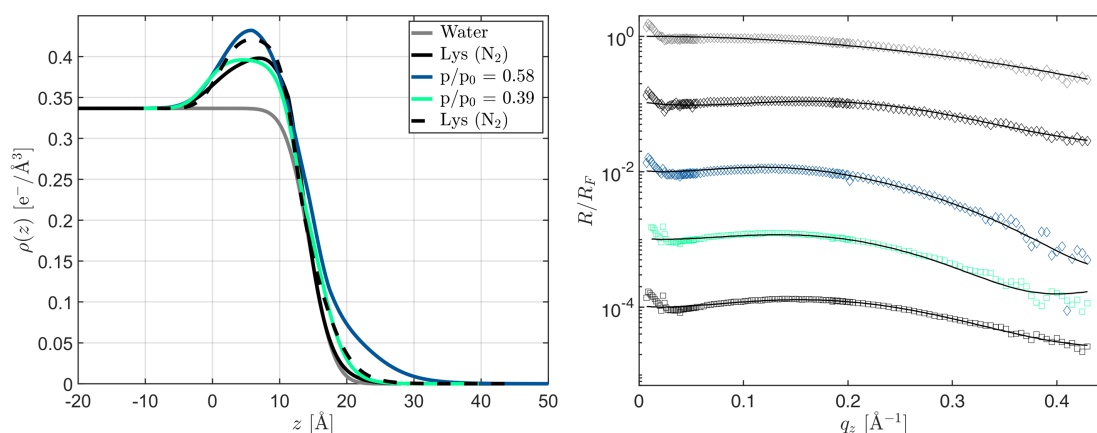 0.4
0.35
0.3
0.25
0.2
0.15
0.1
0.05
0
ρ(z) [e⁻/Å³]
-20
-10
0
10
20
30
40
50
z [Å]
Water
Lys (N₂)
p/p₀ = 0.58
p/p₀ = 0.39
Lys (N₂)
10⁰
10⁻²
10⁻⁴
R/R_F
0
0.1
0.2
0.3
0.4
q_z [Å⁻¹]